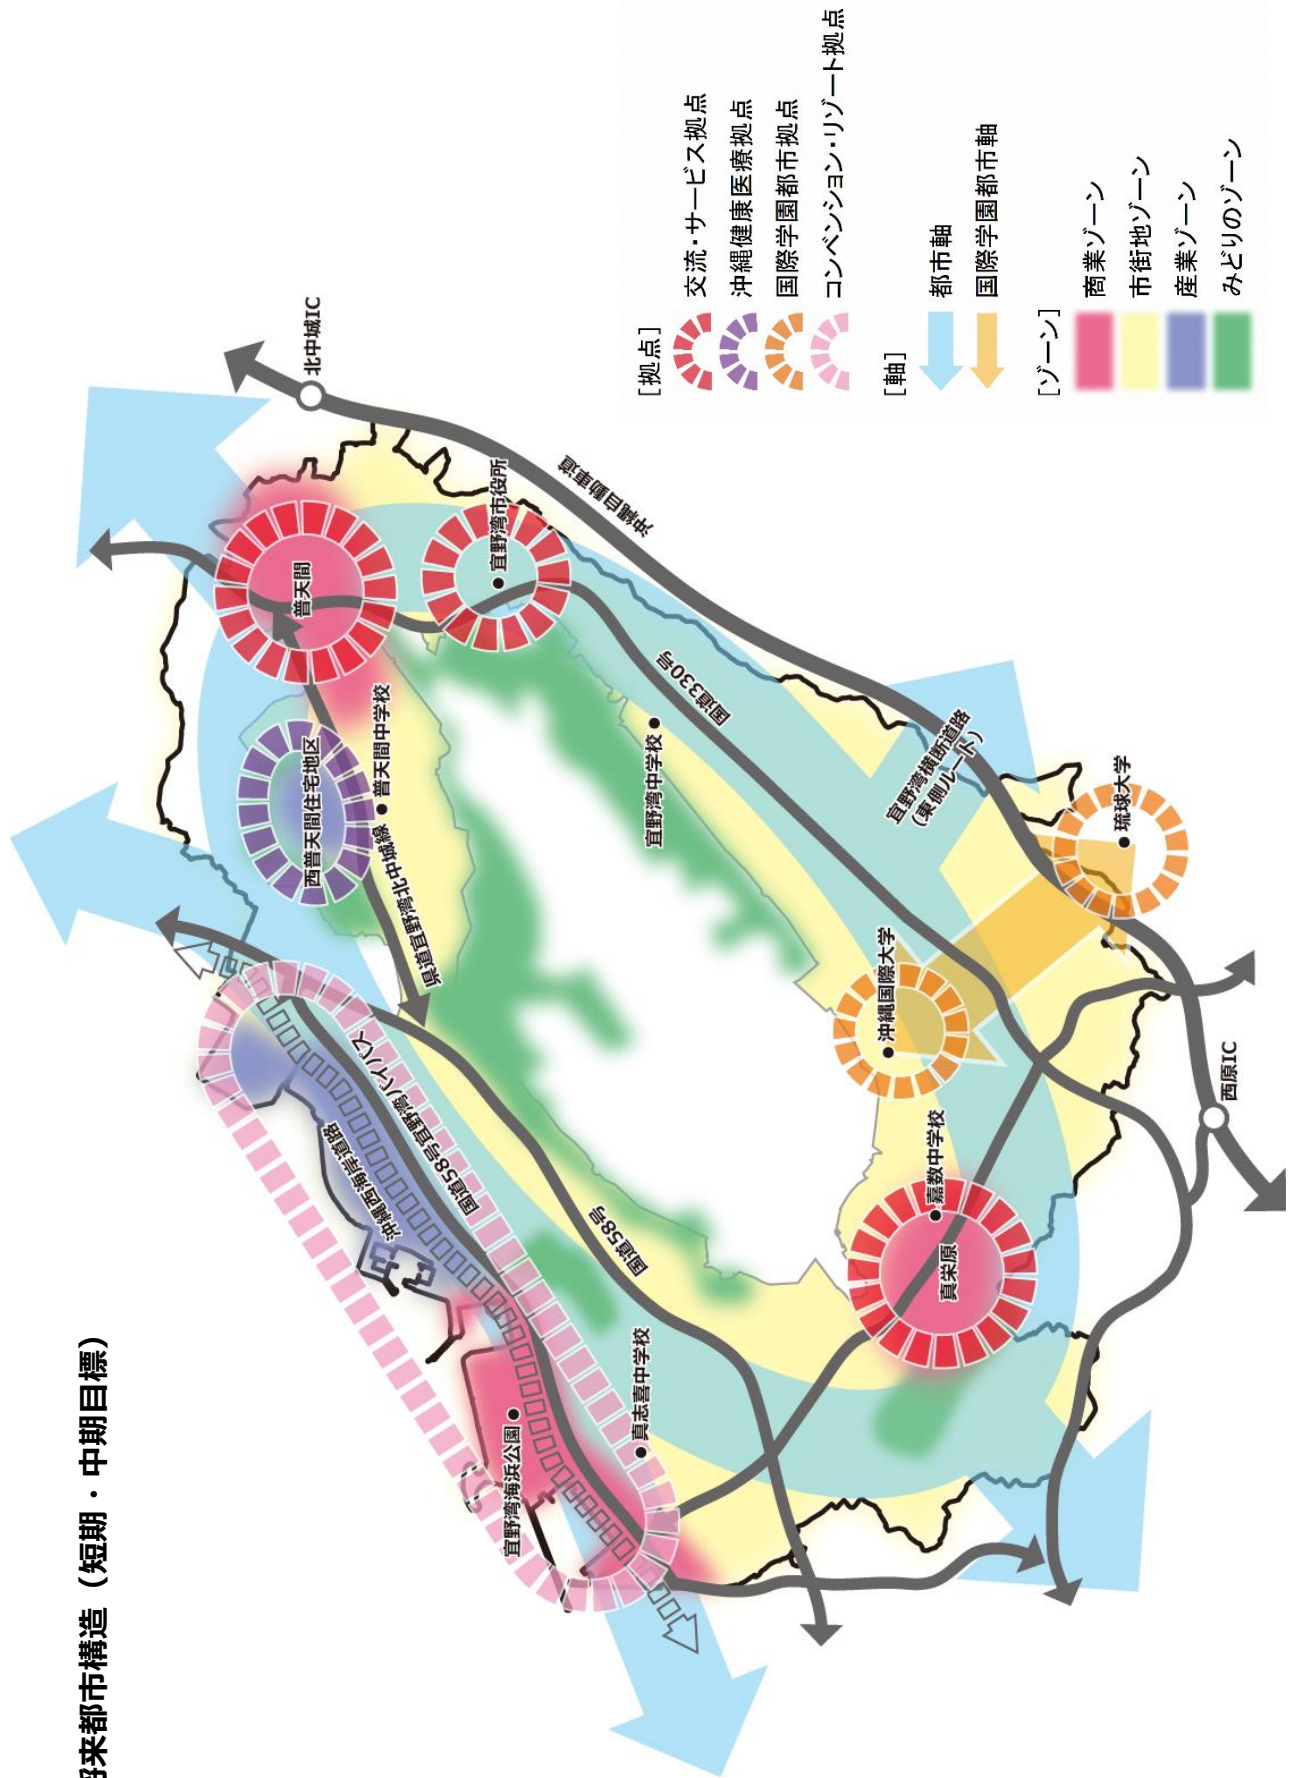 将来都市構造（短期・中期目標）
北中城IC
沖縄自動車道
普天間
宜野湾市役所
西普天間住宅地区
普天間中学校
県道宜野湾北中城線
国道330号
宜野湾中学校
宜野湾横断道路
（東側ルート）
琉球大学
沖縄国際大学
西原IC
沖縄西海岸道路
国道58号宜野湾バイパス
国道58号
嘉数中学校
真栄原
真志喜中学校
宜野湾海浜公園
[拠点]
交流・サービス拠点
沖縄健康医療拠点
国際学園都市拠点
コンベンション・リゾート拠点
[軸]
都市軸
国際学園都市軸
[ゾーン]
商業ゾーン
市街地ゾーン
産業ゾーン
みどりのゾーン